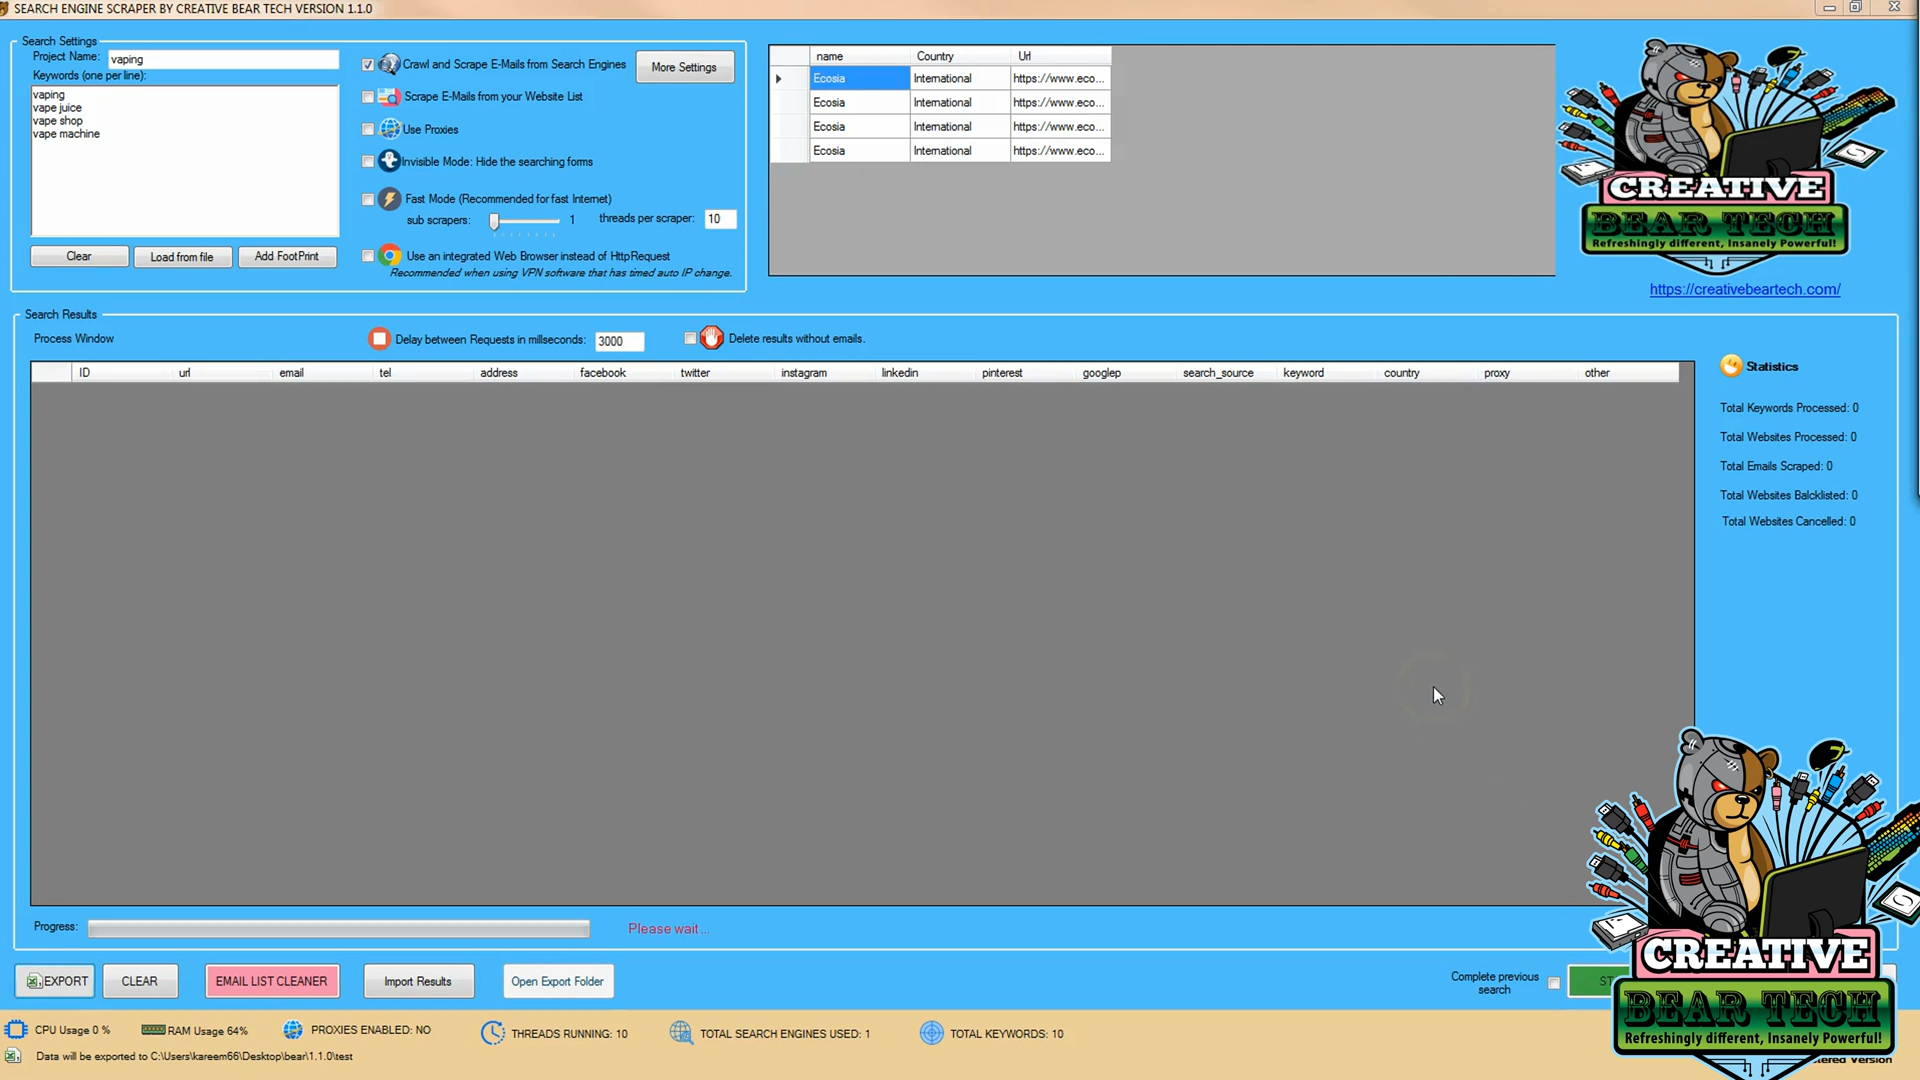 SEARCH ENGINE SCRAPER BY CREATIVE BEAR TECH VERSION 1.1.0
Search Settings
Project Name: vaping
Keywords (one per line):
vaping
vape juice
vape shop
vape machine
Clear
Load from file
Add FootPrint
Crawl and Scrape E-Mails from Search Engines
More Settings
Scrape E-Mails from your Website List
Use Proxies
Invisible Mode: Hide the searching forms
Fast Mode (Recommended for fast Internet)
sub scrapers: 1 threads per scraper: 10
Use an integrated Web Browser instead of HttpRequest
Recommended when using VPN software that has timed auto IP change.
name Country Url
Ecosia International https://www.eco...
Ecosia International https://www.eco...
Ecosia International https://www.eco...
Ecosia International https://www.eco...
CREATIVE
BEAR TECH
Refreshingly different, Insanely Powerful!
https://creativebeartech.com/
Search Results
Process Window
Delay between Requests in millseconds: 3000
Delete results without emails.
ID url email tel address facebook twitter instagram linkedin pinterest googlep search_source keyword country proxy other
Statistics
Total Keywords Processed: 0
Total Websites Processed: 0
Total Emails Scraped: 0
Total Websites Balcklisted: 0
Total Websites Cancelled: 0
Progress:
Please wait ...
EXPORT
CLEAR
EMAIL LIST CLEANER
Import Results
Open Export Folder
Complete previous
search
CREATIVE
BEAR TECH
Refreshingly different, Insanely Powerful!
CPU Usage 0 %
RAM Usage 64%
PROXIES ENABLED: NO
THREADS RUNNING: 10
TOTAL SEARCH ENGINES USED: 1
TOTAL KEYWORDS: 10
Data will be exported to C:\Users\kareem66\Desktop\bear\1.1.0\test
Version